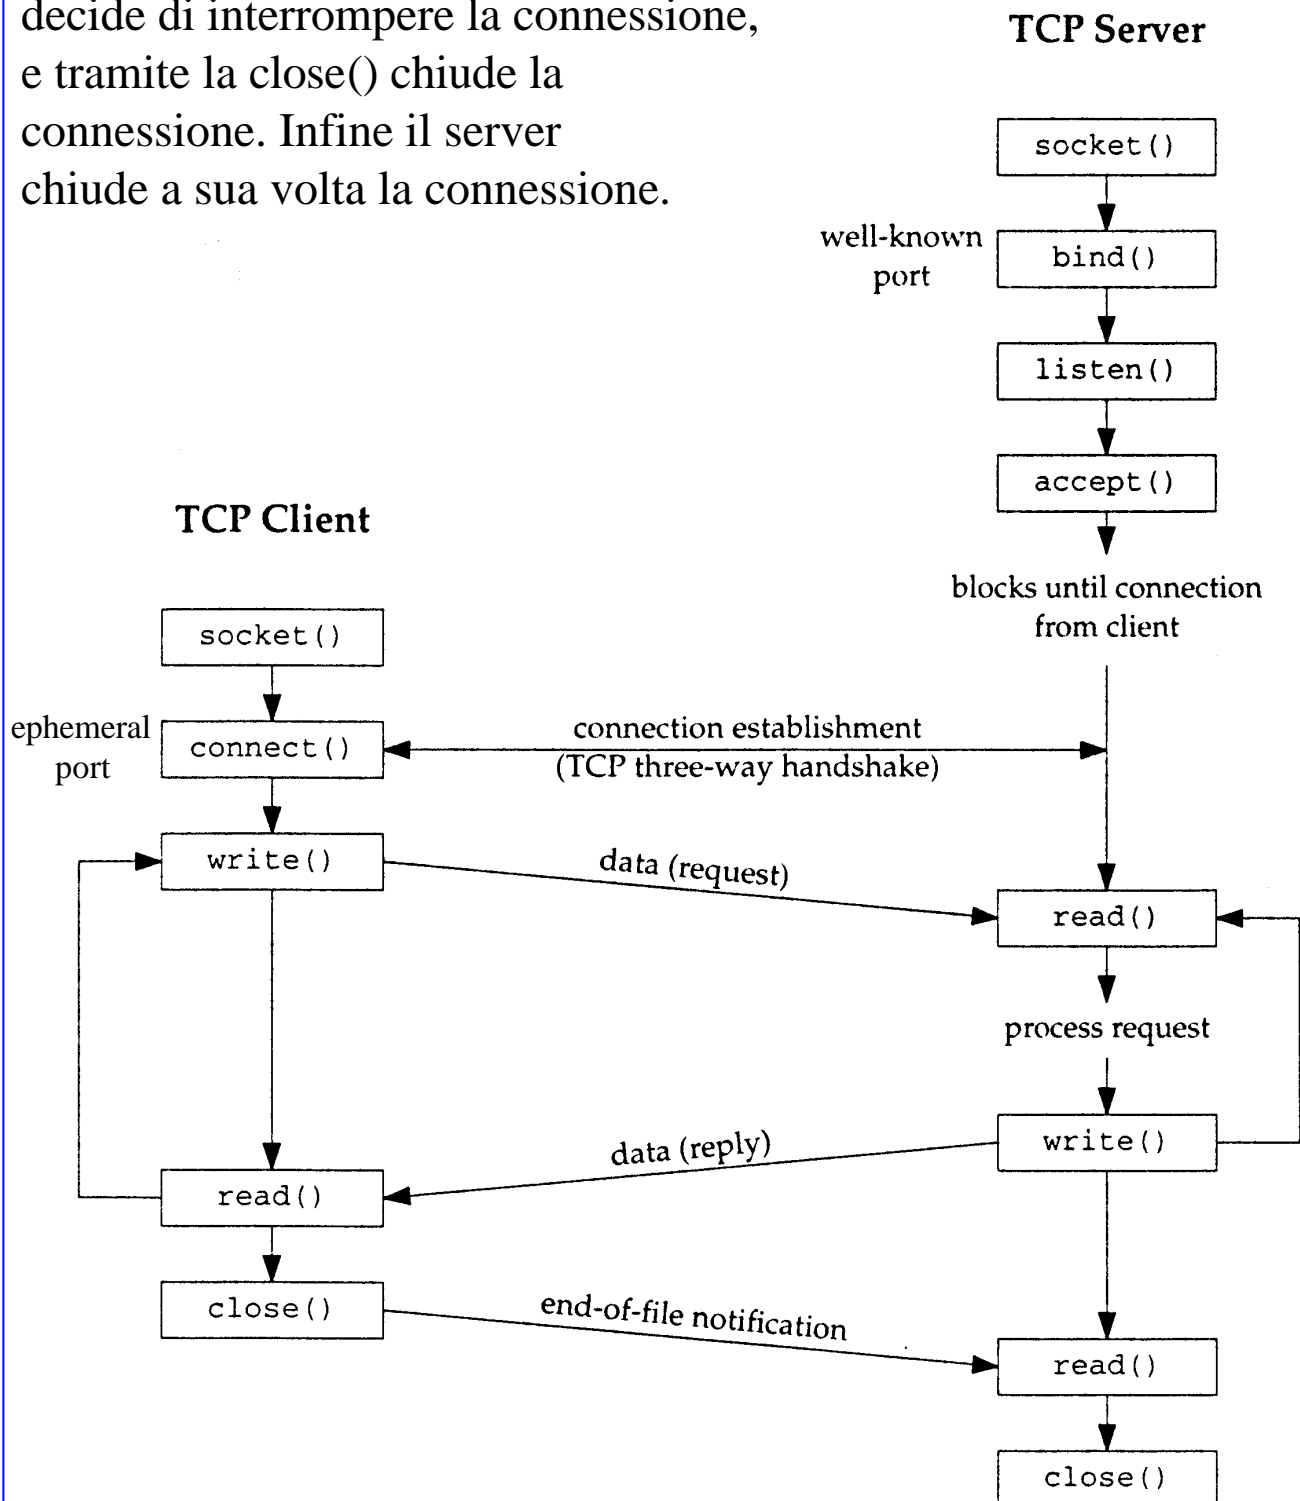 decide di interrompere la connessione,
e tramite la close() chiude la
connessione. Infine il server
chiude a sua volta la connessione.
TCP Server
socket()
well-known
port
bind()
listen()
accept()
blocks until connection
from client
TCP Client
socket()
ephemeral
port
connect()
connection establishment
(TCP three-way handshake)
write()
data (request)
read()
process request
write()
data (reply)
read()
close()
end-of-file notification
read()
close()